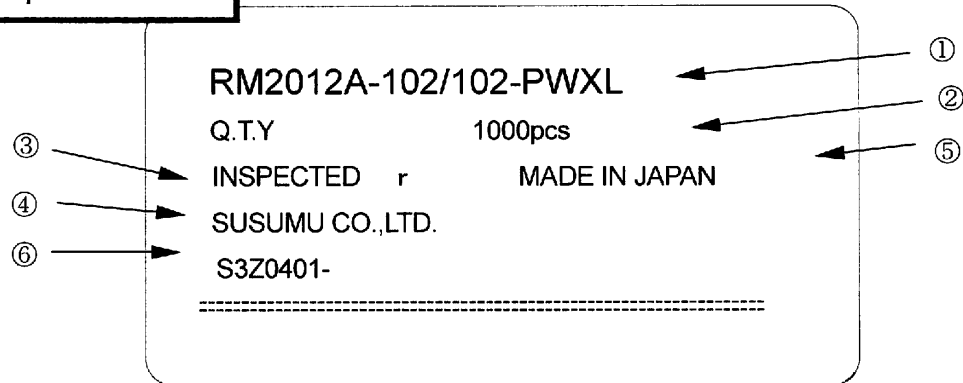 RM2012A-102/102-PWXL ①
Q.T.Y 1000pcs ②
③ INSPECTED r MADE IN JAPAN ⑤
④ SUSUMU CO.,LTD.
⑥ S3Z0401-